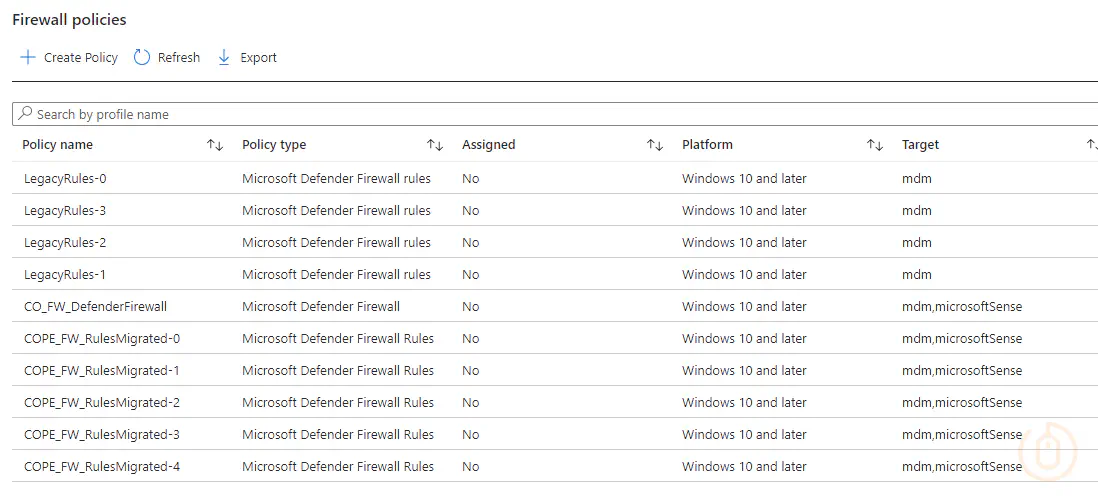 Firewall policies
Create Policy Refresh Export
Search by profile name
Policy name Policy type Assigned Platform Target
LegacyRules-0 Microsoft Defender Firewall rules No Windows 10 and later mdm
LegacyRules-3 Microsoft Defender Firewall rules No Windows 10 and later mdm
LegacyRules-2 Microsoft Defender Firewall rules No Windows 10 and later mdm
LegacyRules-1 Microsoft Defender Firewall rules No Windows 10 and later mdm
CO_FW_DefenderFirewall Microsoft Defender Firewall No Windows 10 and later mdm,microsoftSense
COPE_FW_RulesMigrated-0 Microsoft Defender Firewall Rules No Windows 10 and later mdm,microsoftSense
COPE_FW_RulesMigrated-1 Microsoft Defender Firewall Rules No Windows 10 and later mdm,microsoftSense
COPE_FW_RulesMigrated-2 Microsoft Defender Firewall Rules No Windows 10 and later mdm,microsoftSense
COPE_FW_RulesMigrated-3 Microsoft Defender Firewall Rules No Windows 10 and later mdm,microsoftSense
COPE_FW_RulesMigrated-4 Microsoft Defender Firewall Rules No Windows 10 and later mdm,microsoftSense